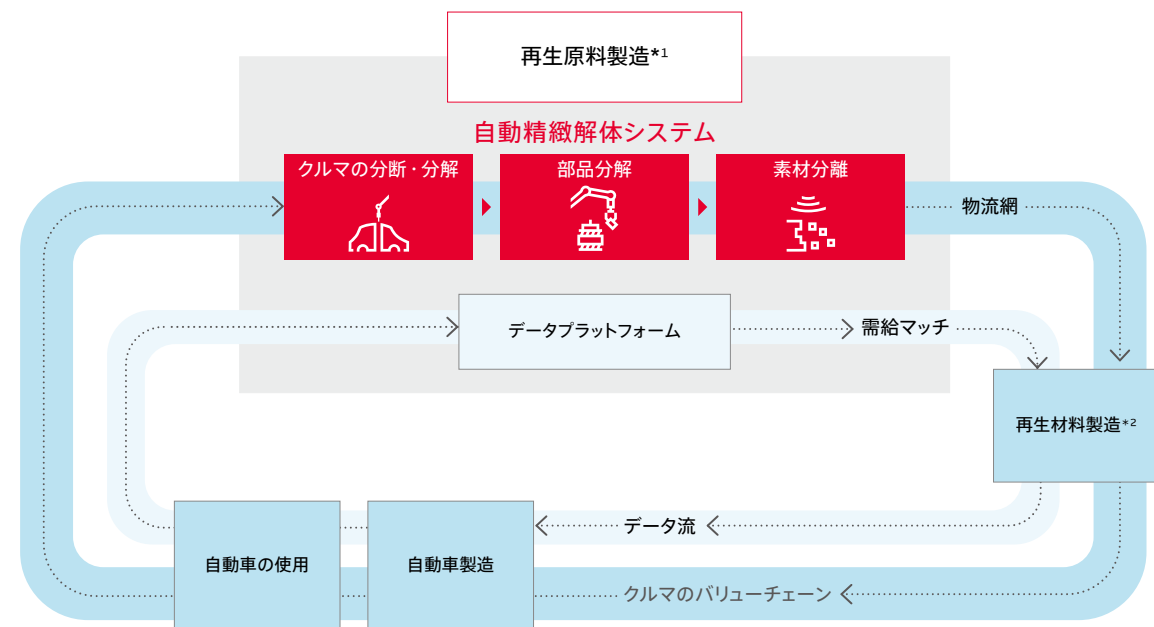 再生原料製造*1
自動精緻解体システム
クルマの分断・分解
部品分解
素材分離
物流網
データプラットフォーム
需給マッチ
再生材料製造*2
データ流
自動車の使用
自動車製造
クルマのバリューチェーン